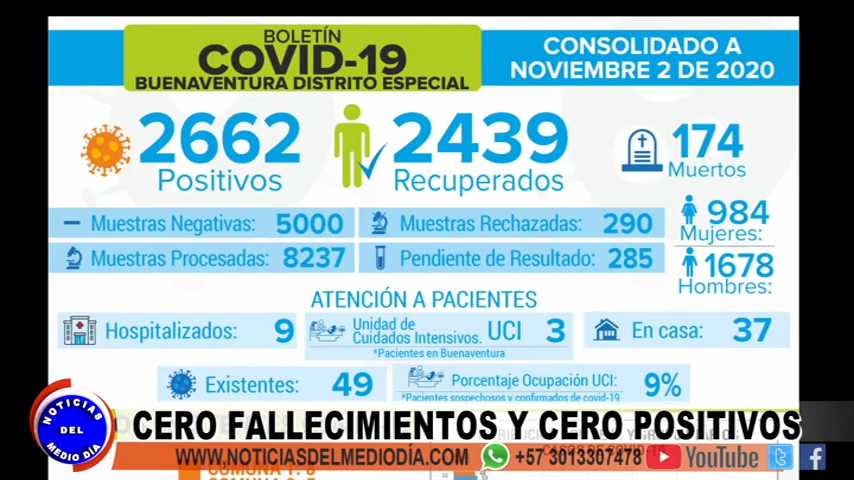 BOLETÍN
COVID-19
BUENAVENTURA DISTRITO ESPECIAL
CONSOLIDADO A
NOVIEMBRE 2 DE 2020
2662
Positivos
2439
Recuperados
174
Muertos
Muestras Negativas: 5000
Muestras Rechazadas: 290
984
Mujeres:
Muestras Procesadas: 8237
Pendiente de Resultado: 285
1678
Hombres:
ATENCIÓN A PACIENTES
Hospitalizados: 9
Unidad de
Cuidados Intensivos. UCI 3
*Pacientes en Buenaventura
En casa: 37
Existentes: 49
Porcentaje Ocupación UCI: 9%
*Pacientes sospechosos y confirmados de covid-19
NOTICIAS
DEL
MEDIO DÍA
CERO FALLECIMIENTOS Y CERO POSITIVOS
WWW.NOTICIASDELMEDIODIA.COM +57 3013307478 YouTube